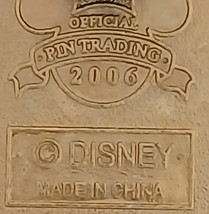 OFFICIAL
PIN TRADING
2006
© DISNEY
MADE IN CHINA